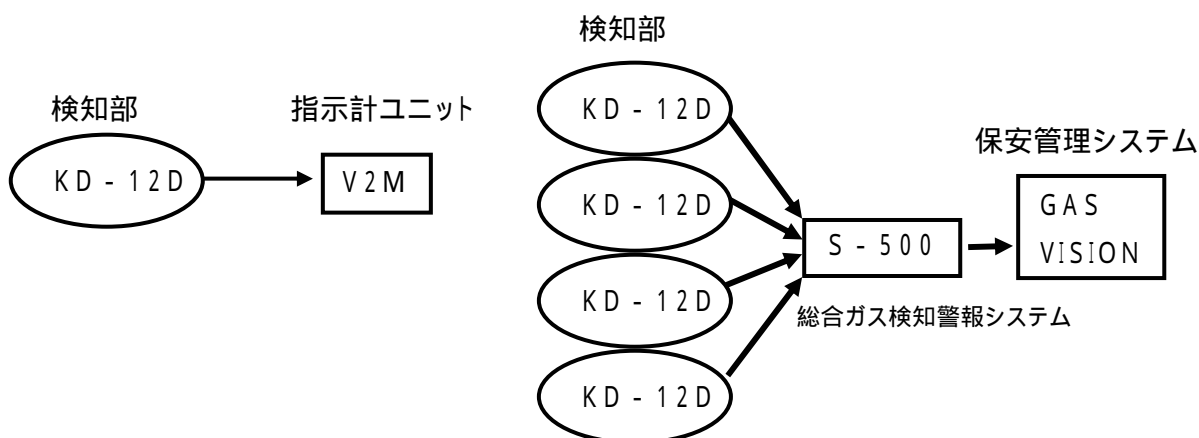 検知部
指示計ユニット
KD-12D
V2M
検知部
KD-12D
KD-12D
KD-12D
KD-12D
S-500
総合ガス検知警報システム
保安管理システム
GAS
VISION